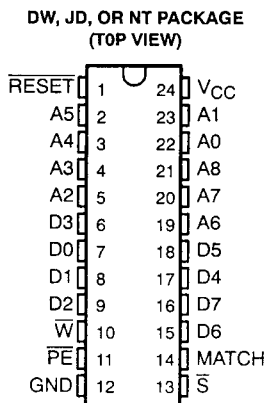 DW, JD, OR NT PACKAGE
(TOP VIEW)
R̅E̅S̅E̅T̅ 1 24 VCC
A5 2 23 A1
A4 3 22 A0
A3 4 21 A8
A2 5 20 A7
D3 6 19 A6
D0 7 18 D5
D1 8 17 D4
D2 9 16 D7
W̅ 10 15 D6
P̅E̅ 11 14 MATCH
GND 12 13 S̅